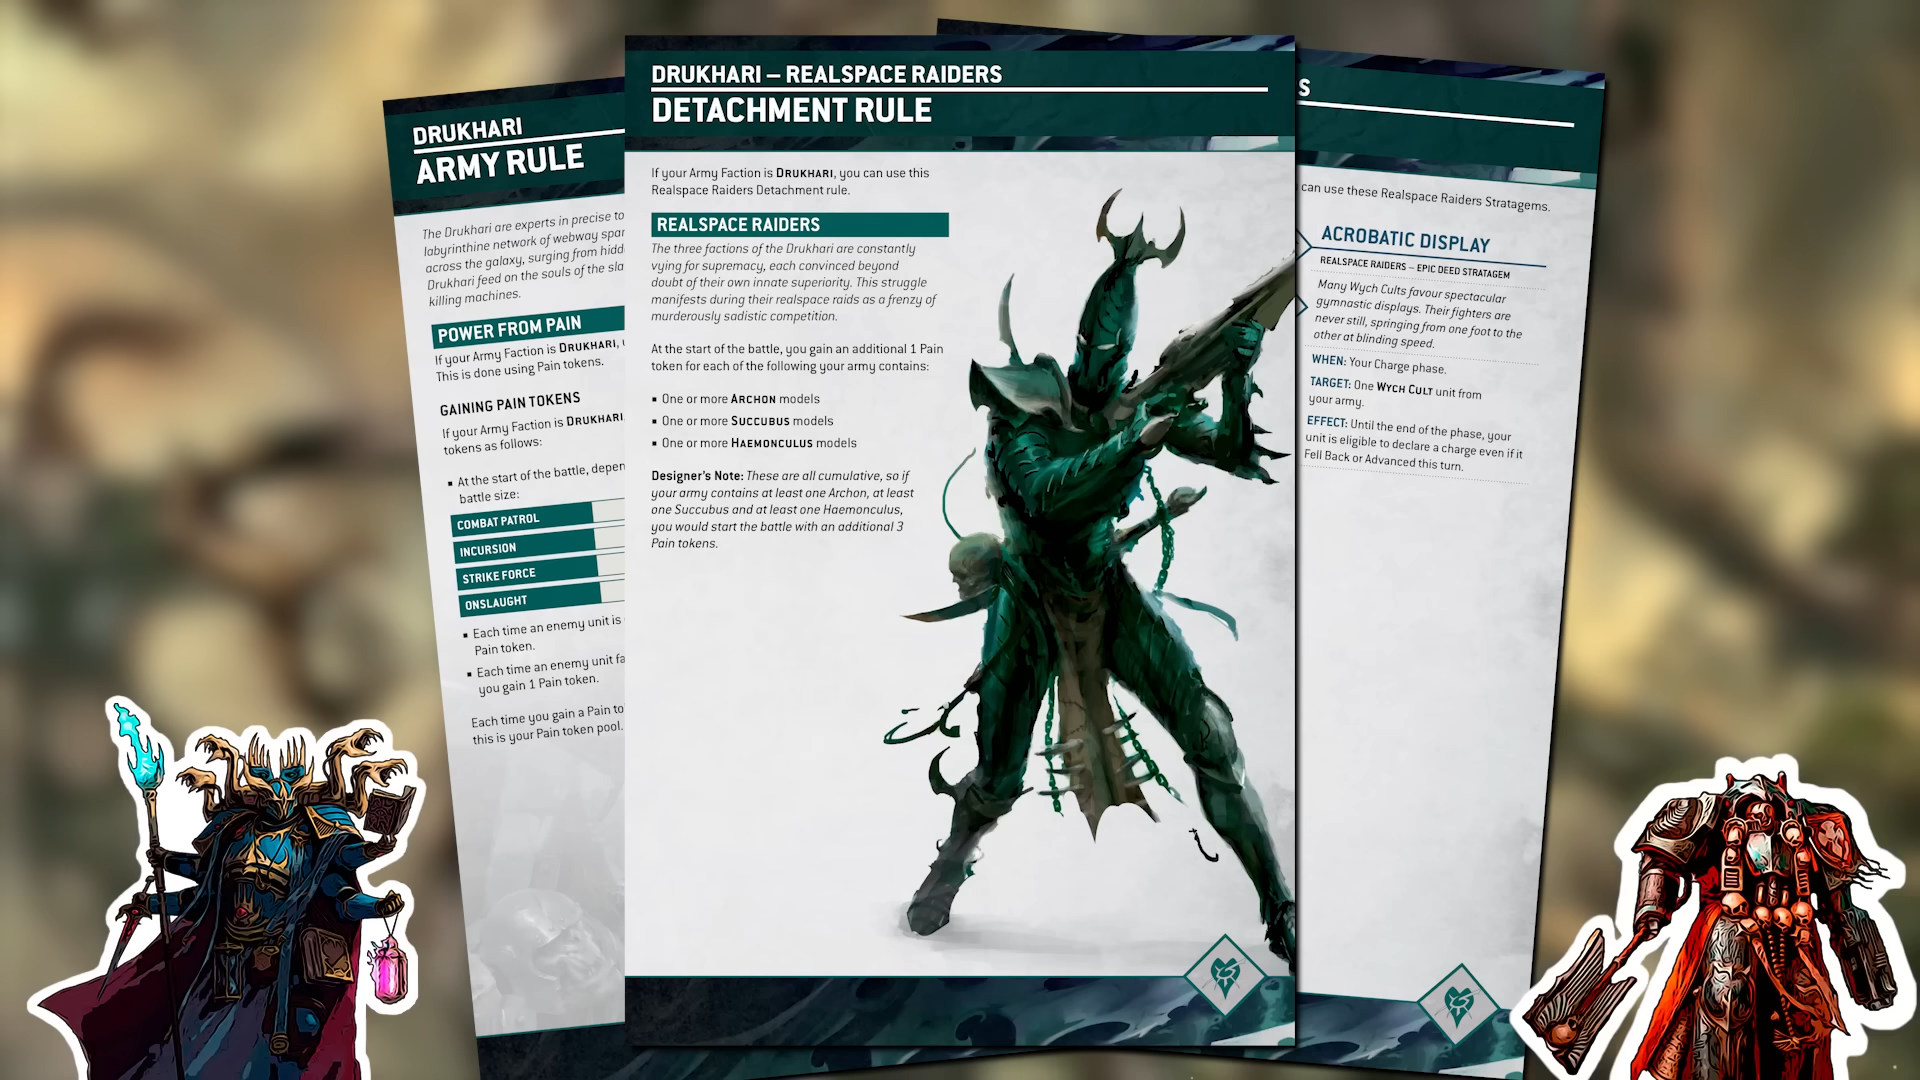 DRUKHARI
ARMY RULE
The Drukhari are experts in precise
labyrinthine network of webway
across the galaxy, surging from
Drukhari feed on the souls of the
killing machines.
POWER FROM PAIN
If your Army Faction is DRUKHARI,
This is done using Pain tokens.
GAINING PAIN TOKENS
If your Army Faction is DRUKHARI
tokens as follows:
▪ At the start of the battle,
battle size:
COMBAT PATROL
INCURSION
STRIKE FORCE
ONSLAUGHT
▪ Each time an enemy unit is
Pain token.
▪ Each time an enemy unit
you gain 1 Pain token.
Each time you gain a Pain
this is your Pain token pool.
DRUKHARI – REALSPACE RAIDERS
DETACHMENT RULE
If your Army Faction is DRUKHARI, you can use this
Realspace Raiders Detachment rule.
REALSPACE RAIDERS
The three factions of the Drukhari are constantly
vying for supremacy, each convinced beyond
doubt of their own innate superiority. This struggle
manifests during their realspace raids as a frenzy of
murderously sadistic competition.
At the start of the battle, you gain an additional 1 Pain
token for each of the following your army contains:
▪ One or more ARCHON models
▪ One or more SUCCUBUS models
▪ One or more HAEMONCULUS models
Designer's Note: These are all cumulative, so if
your army contains at least one Archon, at least
one Succubus and at least one Haemonculus,
you would start the battle with an additional 3
Pain tokens.
S
can use these Realspace Raiders Stratagems.
ACROBATIC DISPLAY
REALSPACE RAIDERS – EPIC DEED STRATAGEM
Many Wych Cults favour spectacular
gymnastic displays. Their fighters are
never still, springing from one foot to the
other at blinding speed.
WHEN: Your Charge phase.
TARGET: One WYCH CULT unit from
your army.
EFFECT: Until the end of the phase, your
unit is eligible to declare a charge even if it
Fell Back or Advanced this turn.